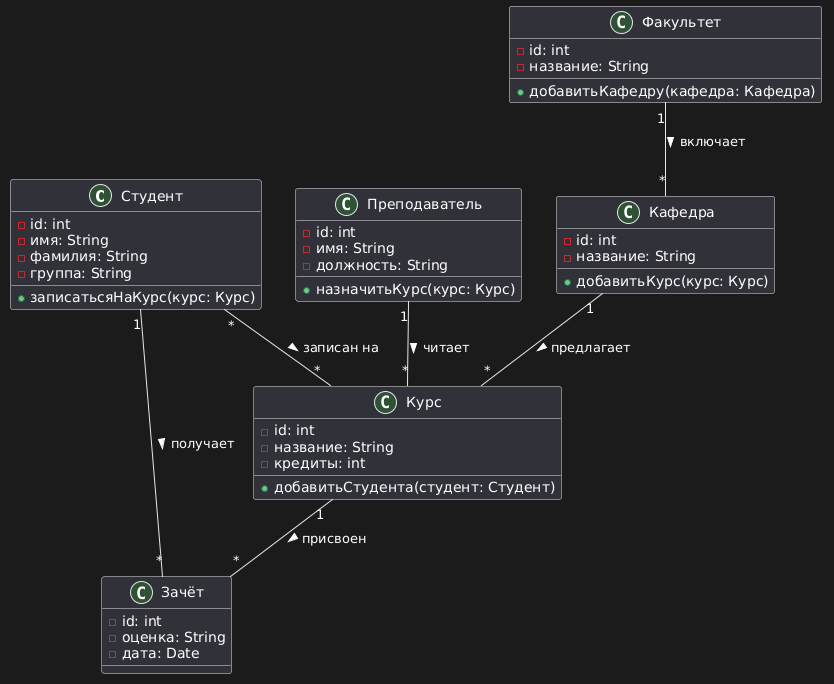 C Факультет
id: int
название: String
добавитьКафедру(кафедра: Кафедра)
1
включает
*
C Студент
id: int
имя: String
фамилия: String
группа: String
записатьсяНаКурс(курс: Курс)
C Преподаватель
id: int
имя: String
должность: String
назначитьКурс(курс: Курс)
C Кафедра
id: int
название: String
добавитьКурс(курс: Курс)
1
*
1
1
записан на
читает
предлагает
*
*
*
C Курс
id: int
название: String
кредиты: int
добавитьСтудента(студент: Студент)
получает
1
присвоен
*
*
C Зачёт
id: int
оценка: String
дата: Date